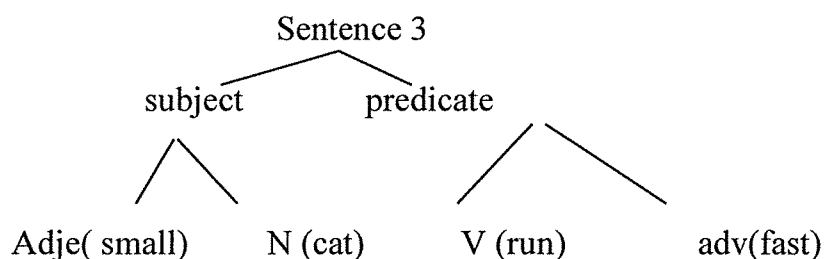 Sentence 3
subject predicate
Adje( small) N (cat) V (run) adv(fast)